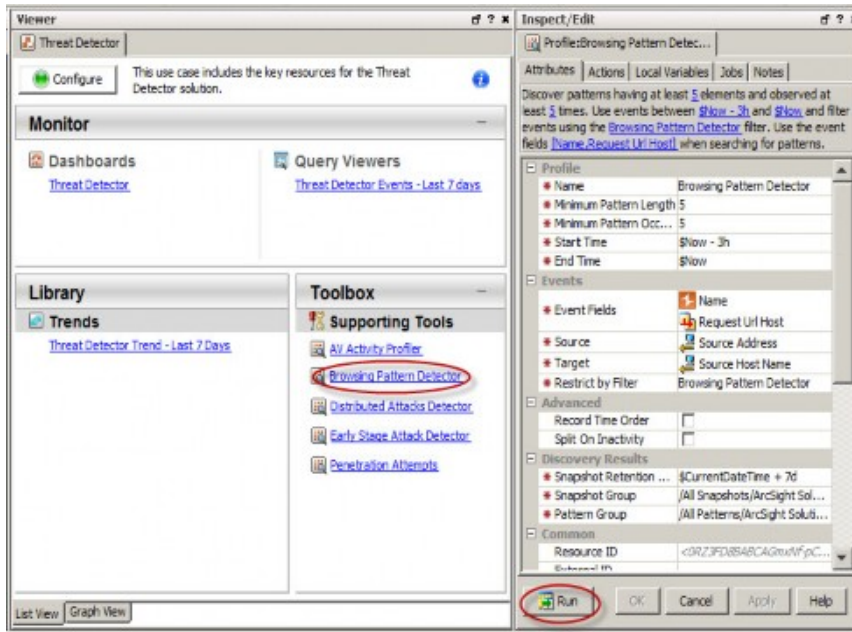 Viewer
Threat Detector
Configure
This use case includes the key resources for the Threat
Detector solution.
Monitor
Dashboards
Threat Detector
Query Viewers
Threat Detector Events - Last 7 days
Library
Trends
Threat Detector Trend - Last 7 Days
Toolbox
Supporting Tools
AV Activity Profiler
Browsing Pattern Detector
Distributed Attacks Detector
Early Stage Attack Detector
Penetration Attempts
List View
Graph View
Inspect/Edit
Profile:Browsing Pattern Detec...
Attributes Actions Local Variables Jobs Notes
Discover patterns having at least 5 elements and observed at
least 5 times. Use events between $Now - 3h and $Now and filter
events using the Browsing Pattern Detector filter. Use the event
fields [Name,Request Url Host] when searching for patterns.
Profile
Name Browsing Pattern Detector
Minimum Pattern Length 5
Minimum Pattern Occ... 5
Start Time $Now - 3h
End Time $Now
Events
Event Fields Name
Request Url Host
Source Source Address
Target Source Host Name
Restrict by Filter Browsing Pattern Detector
Advanced
Record Time Order
Split On Inactivity
Discovery Results
Snapshot Retention ... $CurrentDateTime + 7d
Snapshot Group /All Snapshots/ArcSight Sol...
Pattern Group /All Patterns/ArcSight Soluti...
Common
Resource ID
External ID
Run OK Cancel Apply Help